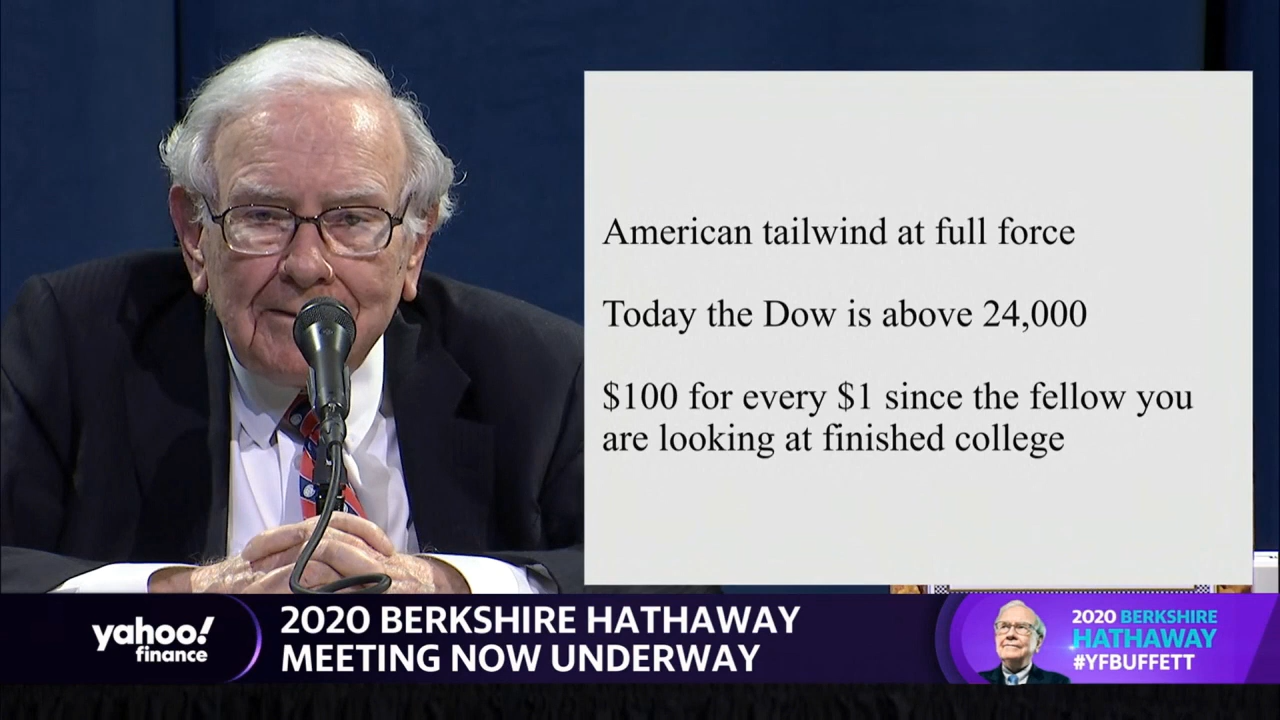 American tailwind at full force
Today the Dow is above 24,000
$100 for every $1 since the fellow you
are looking at finished college
yahoo!
finance
2020 BERKSHIRE HATHAWAY
MEETING NOW UNDERWAY
2020 BERKSHIRE
HATHAWAY
#YFBUFFETT